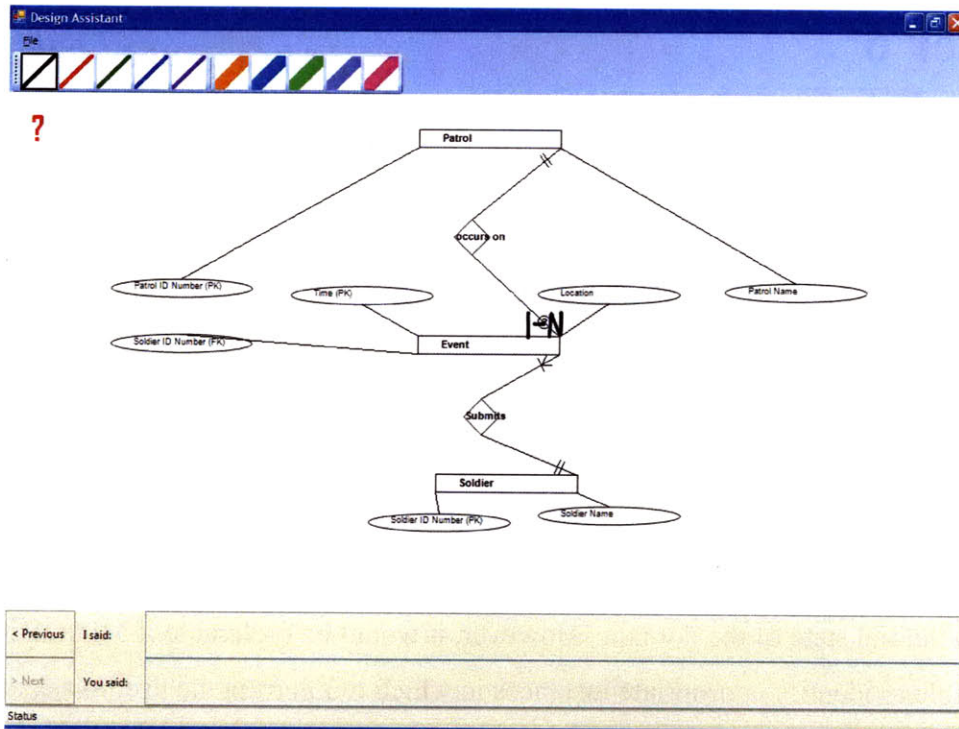 Design Assistant
File
?
Patrol
occurs on
Patrol ID Number (PK)
Time (PK)
Location
Patrol Name
1-N
Soldier ID Number (FK)
Event
Submits
Soldier
Soldier ID Number (PK)
Soldier Name
< Previous
I said:
> Next
You said:
Status